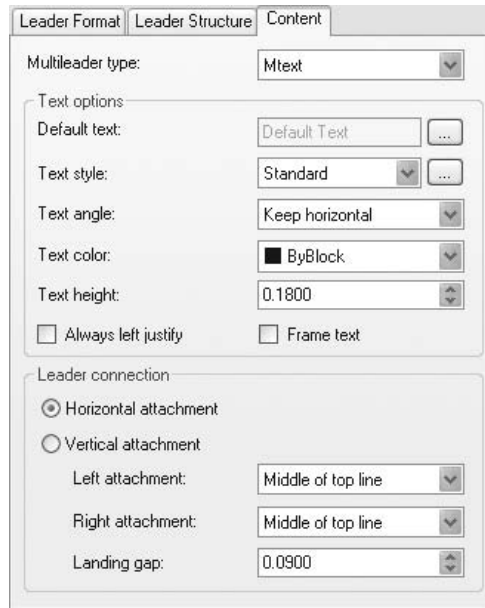 Leader Format Leader Structure Content
Multileader type: Mtext
Text options
Default text: Default Text ...
Text style: Standard ...
Text angle: Keep horizontal
Text color: ByBlock
Text height: 0.1800
Always left justify Frame text
Leader connection
Horizontal attachment
Vertical attachment
Left attachment: Middle of top line
Right attachment: Middle of top line
Landing gap: 0.0900